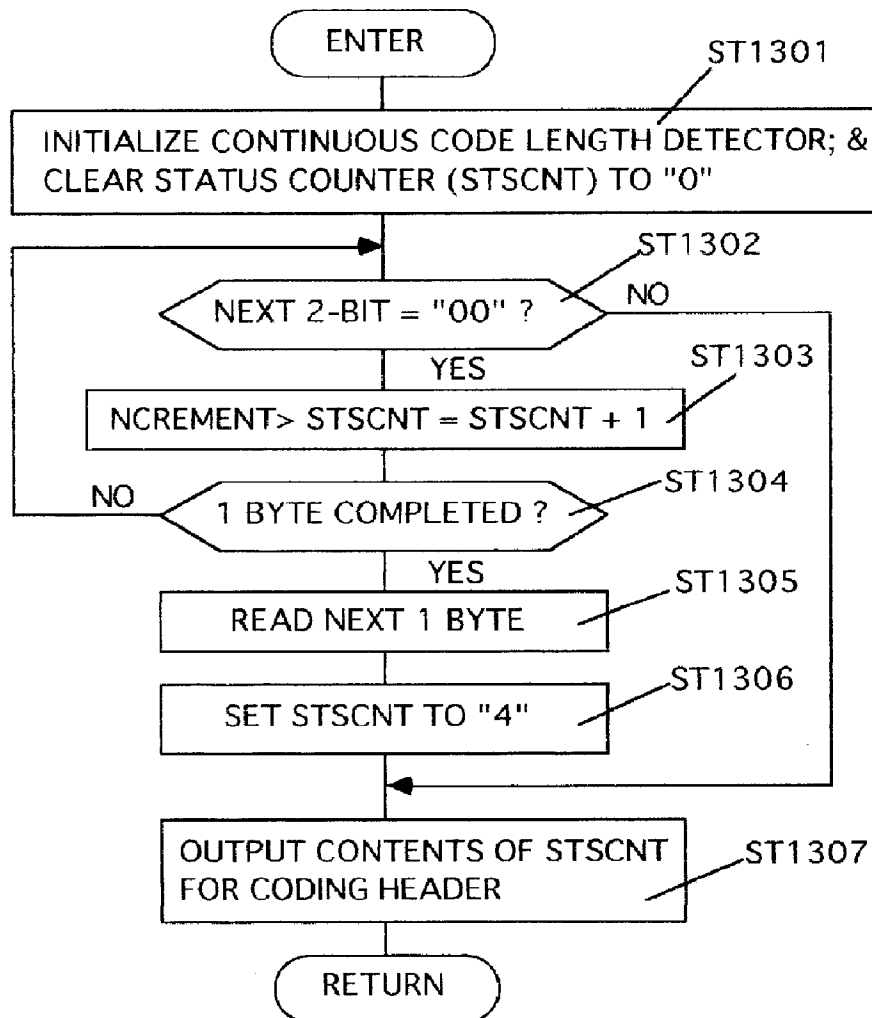 ENTER
ST1301
INITIALIZE CONTINUOUS CODE LENGTH DETECTOR; &
CLEAR STATUS COUNTER (STSCNT) TO "0"
ST1302
NEXT 2-BIT = "00" ?
NO
YES
ST1303
NCREMENT> STSCNT = STSCNT + 1
ST1304
NO
1 BYTE COMPLETED ?
YES
ST1305
READ NEXT 1 BYTE
ST1306
SET STSCNT TO "4"
OUTPUT CONTENTS OF STSCNT
FOR CODING HEADER
ST1307
RETURN